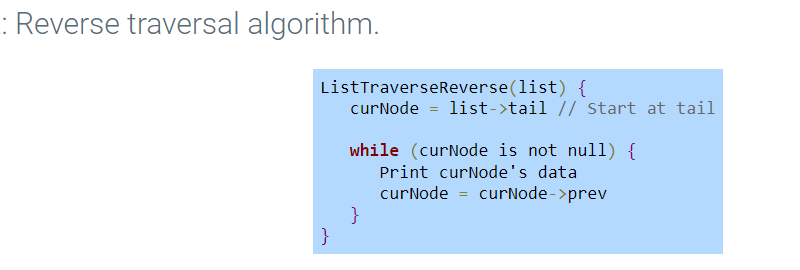 : Reverse traversal algorithm.
ListTraverseReverse(list) {
   curNode = list->tail // Start at tail

   while (curNode is not null) {
      Print curNode's data
      curNode = curNode->prev
   }
}